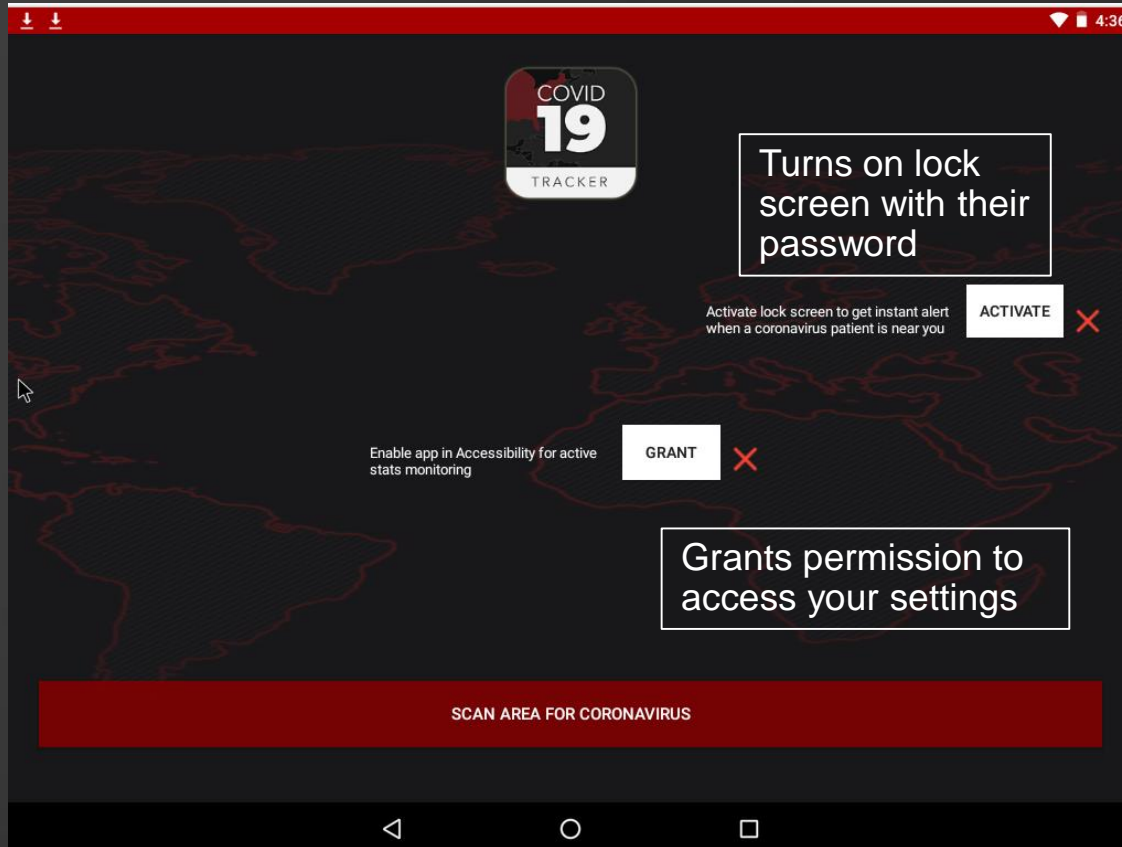 4:36
COVID
19
TRACKER
Turns on lock
screen with their
password
Activate lock screen to get instant alert
when a coronavirus patient is near you
ACTIVATE
Enable app in Accessibility for active
stats monitoring
GRANT
Grants permission to
access your settings
SCAN AREA FOR CORONAVIRUS